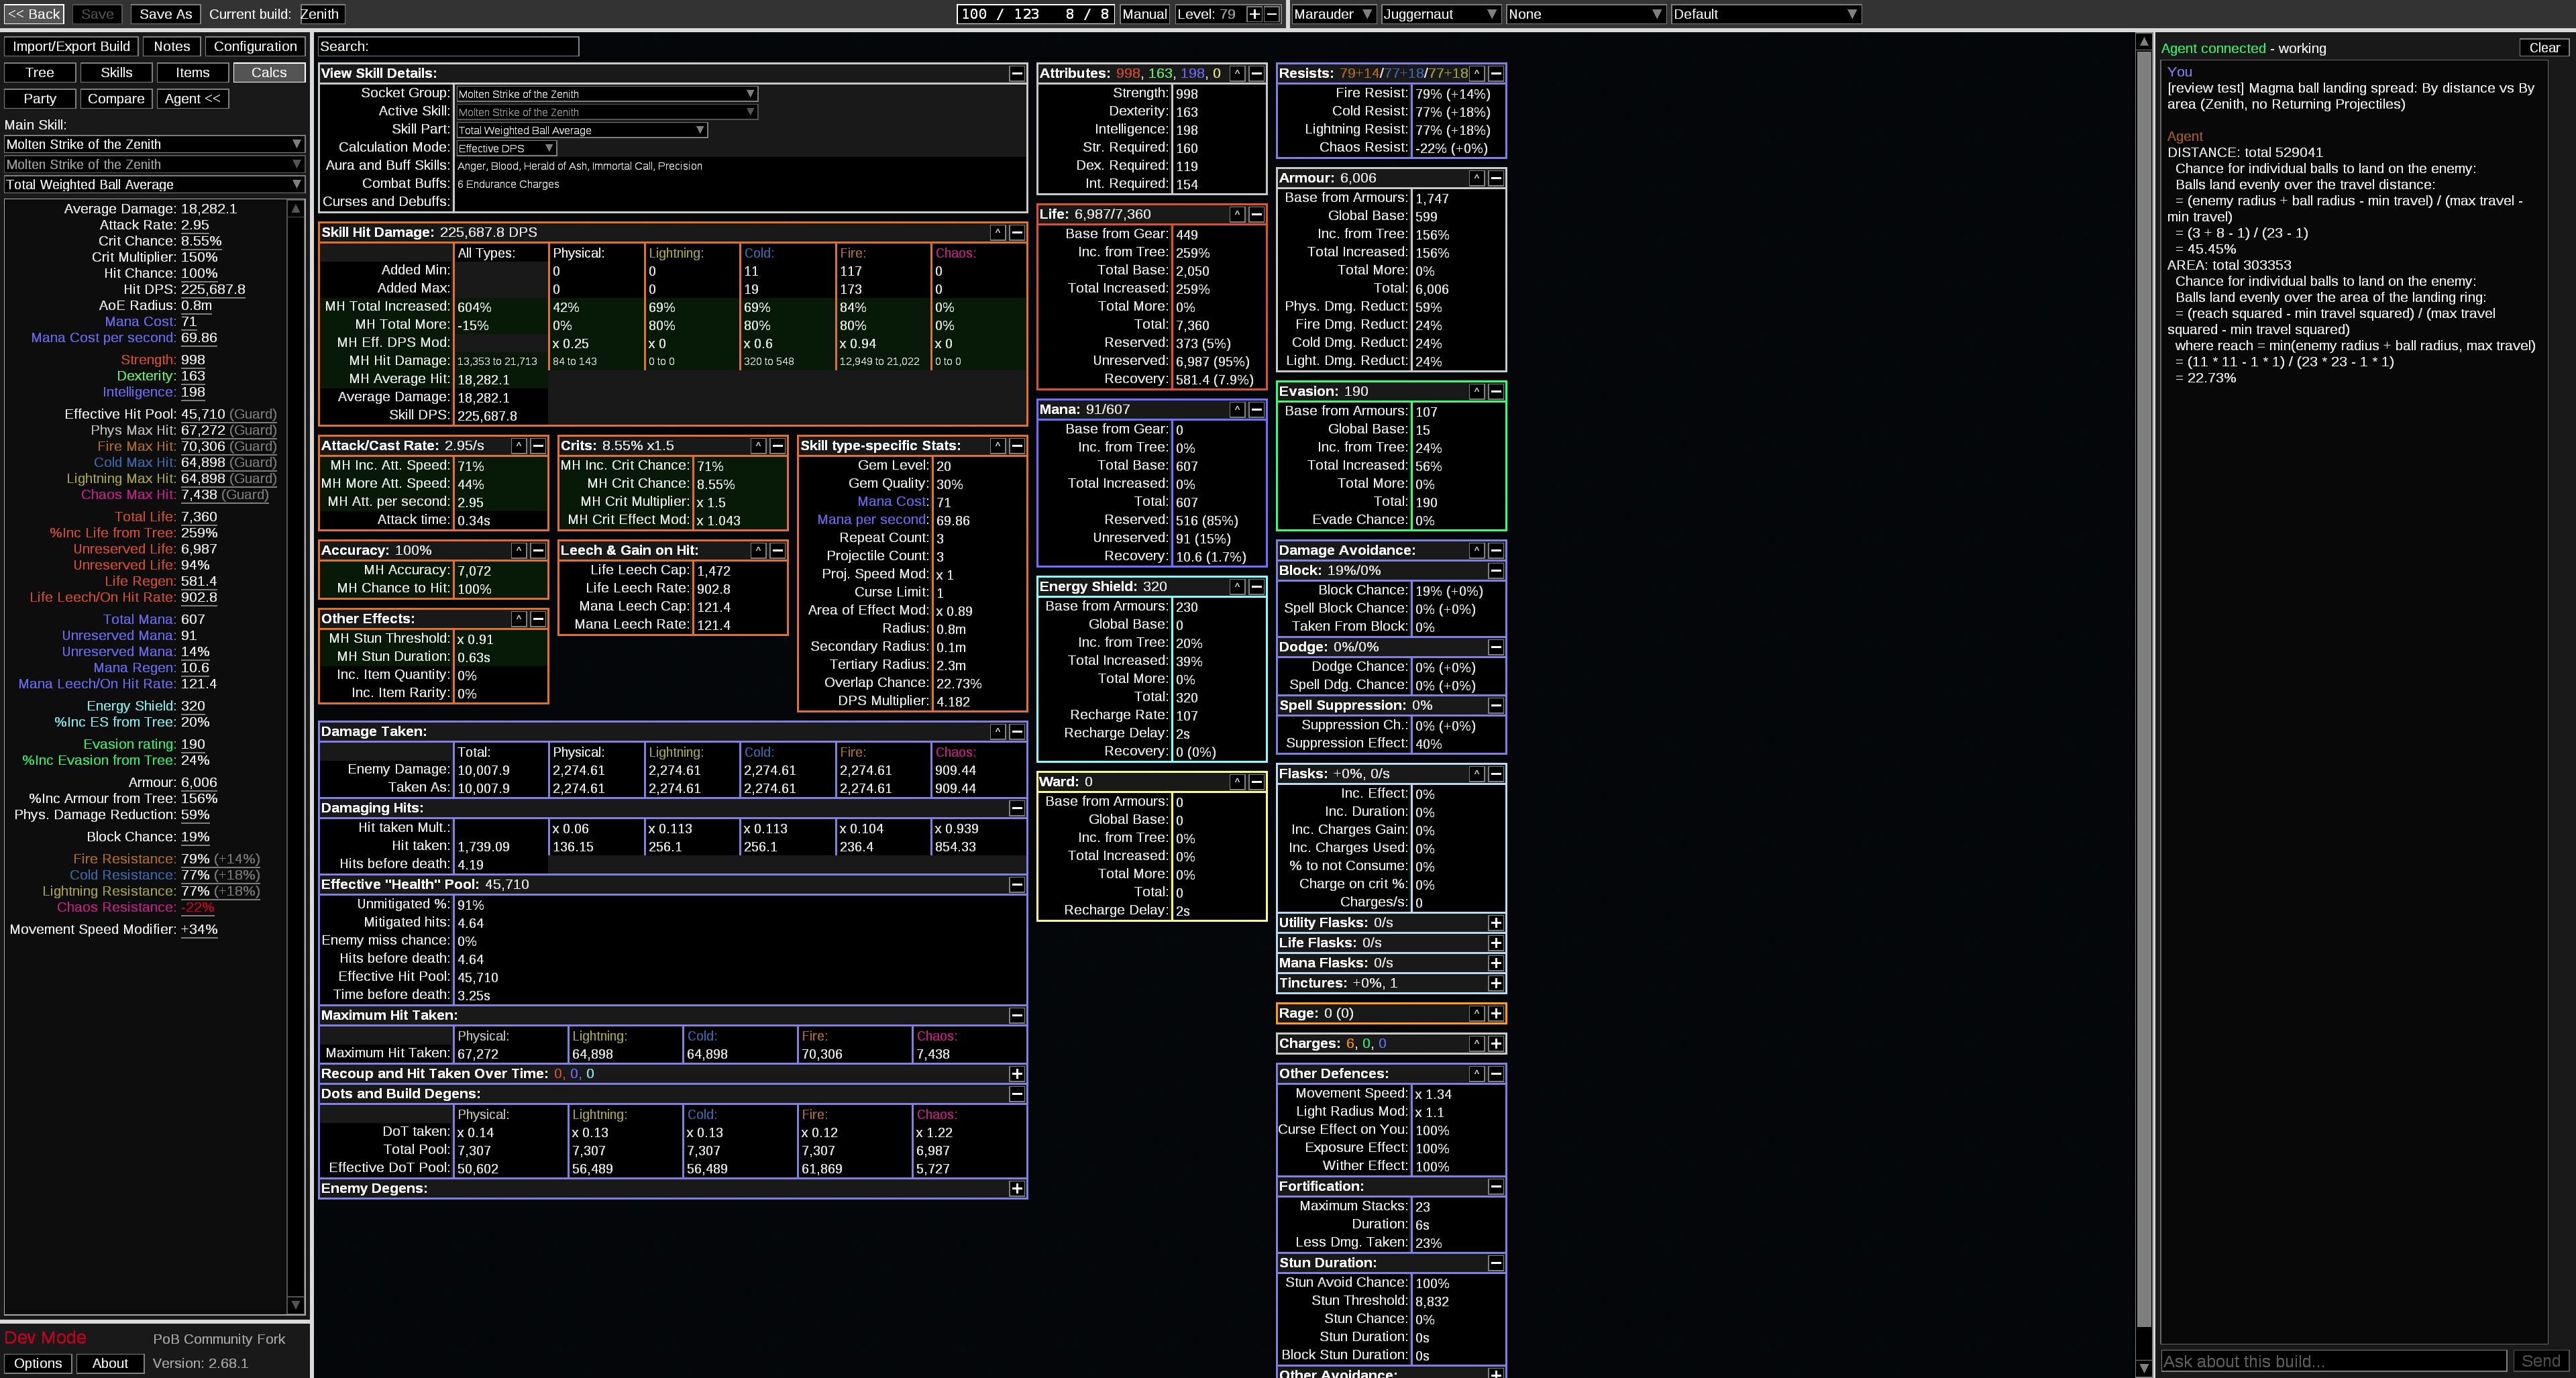 << Back Save Save As Current build: Zenith 100 / 123 8 / 8 Manual Level: 79 + − Marauder Juggernaut None Default
Import/Export Build Notes Configuration
Tree Skills Items Calcs
Party Compare Agent <<
Main Skill:
Molten Strike of the Zenith
Molten Strike of the Zenith
Total Weighted Ball Average
Average Damage: 18,282.1
Attack Rate: 2.95
Crit Chance: 8.55%
Crit Multiplier: 150%
Hit Chance: 100%
Hit DPS: 225,687.8
AoE Radius: 0.8m
Mana Cost: 71
Mana Cost per second: 69.86
Strength: 998
Dexterity: 163
Intelligence: 198
Effective Hit Pool: 45,710 (Guard)
Phys Max Hit: 67,272 (Guard)
Fire Max Hit: 70,306 (Guard)
Cold Max Hit: 64,898 (Guard)
Lightning Max Hit: 64,898 (Guard)
Chaos Max Hit: 7,438 (Guard)
Total Life: 7,360
%Inc Life from Tree: 259%
Unreserved Life: 6,987
Unreserved Life: 94%
Life Regen: 581.4
Life Leech/On Hit Rate: 902.8
Total Mana: 607
Unreserved Mana: 91
Unreserved Mana: 14%
Mana Regen: 10.6
Mana Leech/On Hit Rate: 121.4
Energy Shield: 320
%Inc ES from Tree: 20%
Evasion rating: 190
%Inc Evasion from Tree: 24%
Armour: 6,006
%Inc Armour from Tree: 156%
Phys. Damage Reduction: 59%
Block Chance: 19%
Fire Resistance: 79% (+14%)
Cold Resistance: 77% (+18%)
Lightning Resistance: 77% (+18%)
Chaos Resistance: -22%
Movement Speed Modifier: +34%
Dev Mode PoB Community Fork
Options About Version: 2.68.1
Search:
View Skill Details:
Socket Group: Molten Strike of the Zenith
Active Skill: Molten Strike of the Zenith
Skill Part: Total Weighted Ball Average
Calculation Mode: Effective DPS
Aura and Buff Skills: Anger, Blood, Herald of Ash, Immortal Call, Precision
Combat Buffs: 6 Endurance Charges
Curses and Debuffs:
Skill Hit Damage: 225,687.8 DPS
All Types: Physical: Lightning: Cold: Fire: Chaos:
Added Min: 0 0 11 117 0
Added Max: 0 0 19 173 0
MH Total Increased: 604% 42% 69% 69% 84% 0%
MH Total More: -15% 0% 80% 80% 80% 0%
MH Eff. DPS Mod: x 0.25 x 0 x 0.6 x 0.94 x 0
MH Hit Damage: 13,353 to 21,713 84 to 143 0 to 0 320 to 548 12,949 to 21,022 0 to 0
MH Average Hit: 18,282.1
Average Damage: 18,282.1
Skill DPS: 225,687.8
Attack/Cast Rate: 2.95/s
MH Inc. Att. Speed: 71%
MH More Att. Speed: 44%
MH Att. per second: 2.95
Attack time: 0.34s
Accuracy: 100%
MH Accuracy: 7,072
MH Chance to Hit: 100%
Other Effects:
MH Stun Threshold: x 0.91
MH Stun Duration: 0.63s
Inc. Item Quantity: 0%
Inc. Item Rarity: 0%
Crits: 8.55% x1.5
MH Inc. Crit Chance: 71%
MH Crit Chance: 8.55%
MH Crit Multiplier: x 1.5
MH Crit Effect Mod: x 1.043
Leech & Gain on Hit:
Life Leech Cap: 1,472
Life Leech Rate: 902.8
Mana Leech Cap: 121.4
Mana Leech Rate: 121.4
Skill type-specific Stats:
Gem Level: 20
Gem Quality: 30%
Mana Cost: 71
Mana per second: 69.86
Repeat Count: 3
Projectile Count: 3
Proj. Speed Mod: x 1
Curse Limit: 1
Area of Effect Mod: x 0.89
Radius: 0.8m
Secondary Radius: 0.1m
Tertiary Radius: 2.3m
Overlap Chance: 22.73%
DPS Multiplier: 4.182
Damage Taken:
Total: Physical: Lightning: Cold: Fire: Chaos:
Enemy Damage: 10,007.9 2,274.61 2,274.61 2,274.61 2,274.61 909.44
Taken As: 10,007.9 2,274.61 2,274.61 2,274.61 2,274.61 909.44
Damaging Hits:
Hit taken Mult.: x 0.06 x 0.113 x 0.113 x 0.104 x 0.939
Hit taken: 1,739.09 136.15 256.1 256.1 236.4 854.33
Hits before death: 4.19
Effective "Health" Pool: 45,710
Unmitigated %: 91%
Mitigated hits: 4.64
Enemy miss chance: 0%
Hits before death: 4.64
Effective Hit Pool: 45,710
Time before death: 3.25s
Maximum Hit Taken:
Physical: Lightning: Cold: Fire: Chaos:
Maximum Hit Taken: 67,272 64,898 64,898 70,306 7,438
Recoup and Hit Taken Over Time: 0, 0, 0
Dots and Build Degens:
Physical: Lightning: Cold: Fire: Chaos:
DoT taken: x 0.14 x 0.13 x 0.13 x 0.12 x 1.22
Total Pool: 7,307 7,307 7,307 7,307 6,987
Effective DoT Pool: 50,602 56,489 56,489 61,869 5,727
Enemy Degens:
Attributes: 998, 163, 198, 0
Strength: 998
Dexterity: 163
Intelligence: 198
Str. Required: 160
Dex. Required: 119
Int. Required: 154
Life: 6,987/7,360
Base from Gear: 449
Inc. from Tree: 259%
Total Base: 2,050
Total Increased: 259%
Total More: 0%
Total: 7,360
Reserved: 373 (5%)
Unreserved: 6,987 (95%)
Recovery: 581.4 (7.9%)
Mana: 91/607
Base from Gear: 0
Inc. from Tree: 0%
Total Base: 607
Total Increased: 0%
Total: 607
Reserved: 516 (85%)
Unreserved: 91 (15%)
Recovery: 10.6 (1.7%)
Energy Shield: 320
Base from Armours: 230
Global Base: 0
Inc. from Tree: 20%
Total Increased: 39%
Total More: 0%
Total: 320
Recharge Rate: 107
Recharge Delay: 2s
Recovery: 0 (0%)
Ward: 0
Base from Armours: 0
Global Base: 0
Inc. from Tree: 0%
Total Increased: 0%
Total More: 0%
Total: 0
Recharge Delay: 2s
Resists: 79+14/77+18/77+18
Fire Resist: 79% (+14%)
Cold Resist: 77% (+18%)
Lightning Resist: 77% (+18%)
Chaos Resist: -22% (+0%)
Armour: 6,006
Base from Armours: 1,747
Global Base: 599
Inc. from Tree: 156%
Total Increased: 156%
Total More: 0%
Total: 6,006
Phys. Dmg. Reduct: 59%
Fire Dmg. Reduct: 24%
Cold Dmg. Reduct: 24%
Light. Dmg. Reduct: 24%
Evasion: 190
Base from Armours: 107
Global Base: 15
Inc. from Tree: 24%
Total Increased: 56%
Total More: 0%
Total: 190
Evade Chance: 0%
Damage Avoidance:
Block: 19%/0%
Block Chance: 19% (+0%)
Spell Block Chance: 0% (+0%)
Taken From Block: 0%
Dodge: 0%/0%
Dodge Chance: 0% (+0%)
Spell Ddg. Chance: 0% (+0%)
Spell Suppression: 0%
Suppression Ch.: 0% (+0%)
Suppression Effect: 40%
Flasks: +0%, 0/s
Inc. Effect: 0%
Inc. Duration: 0%
Inc. Charges Gain: 0%
Inc. Charges Used: 0%
% to not Consume: 0%
Charge on crit %: 0%
Charges/s: 0
Utility Flasks: 0/s
Life Flasks: 0/s
Mana Flasks: 0/s
Tinctures: +0%, 1
Rage: 0 (0)
Charges: 6, 0, 0
Other Defences:
Movement Speed: x 1.34
Light Radius Mod: x 1.1
Curse Effect on You: 100%
Exposure Effect: 100%
Wither Effect: 100%
Fortification:
Maximum Stacks: 23
Duration: 6s
Less Dmg. Taken: 23%
Stun Duration:
Stun Avoid Chance: 100%
Stun Threshold: 8,832
Stun Chance: 0%
Stun Duration: 0s
Block Stun Duration: 0s
Other Avoidance:
Agent connected - working Clear
You
[review test] Magma ball landing spread: By distance vs By
area (Zenith, no Returning Projectiles)
Agent
DISTANCE: total 529041
Chance for individual balls to land on the enemy:
Balls land evenly over the travel distance:
= (enemy radius + ball radius - min travel) / (max travel -
min travel)
= (3 + 8 - 1) / (23 - 1)
= 45.45%
AREA: total 303353
Chance for individual balls to land on the enemy:
Balls land evenly over the area of the landing ring:
= (reach squared - min travel squared) / (max travel
squared - min travel squared)
where reach = min(enemy radius + ball radius, max travel)
= (11 * 11 - 1 * 1) / (23 * 23 - 1 * 1)
= 22.73%
Ask about this build... Send